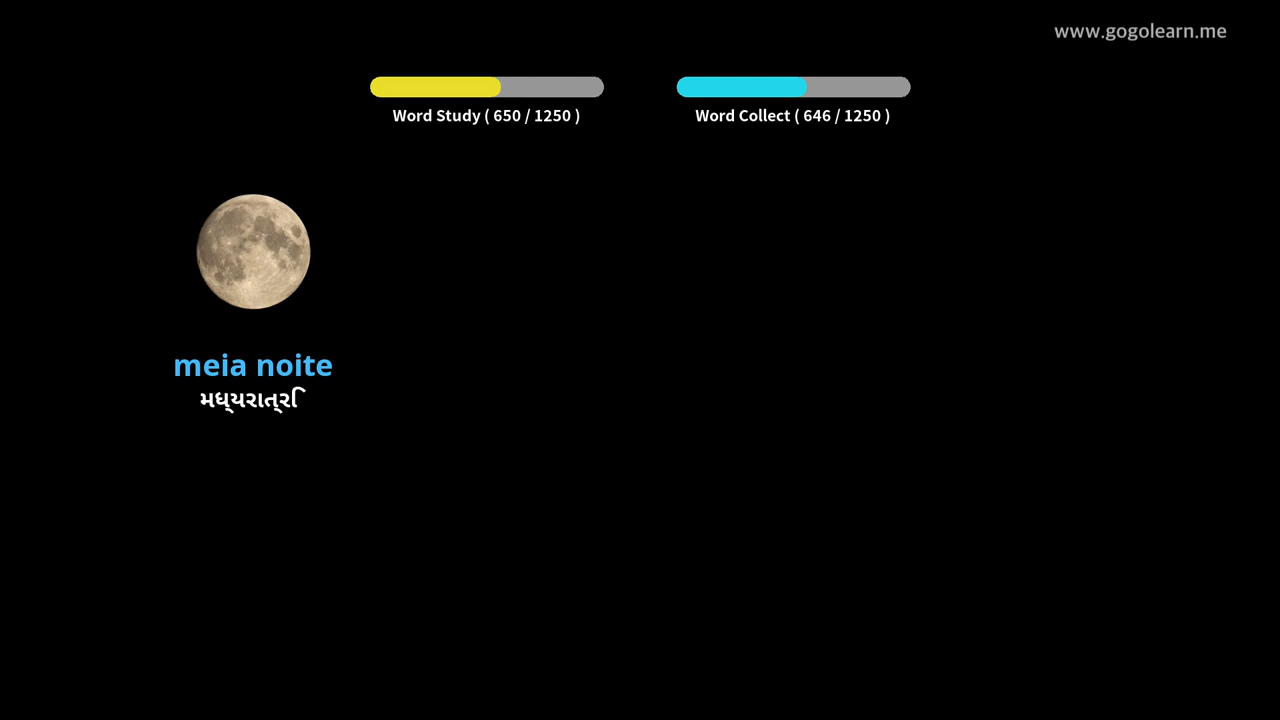 www.gogolearn.me
Word Study ( 650 / 1250 )
Word Collect ( 646 / 1250 )
meia noite
મધ્યરાત્રિ